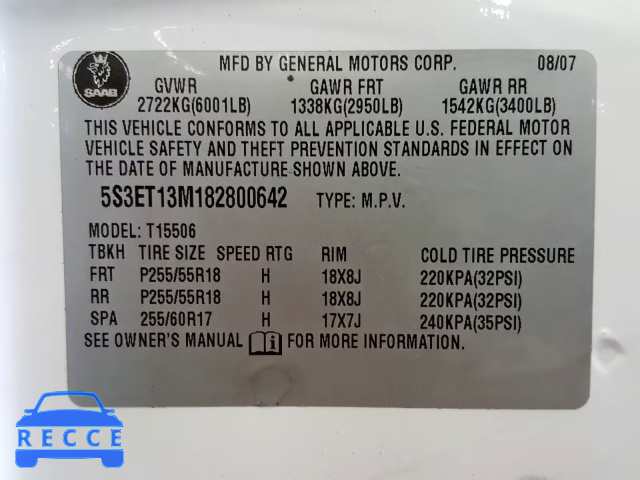 MFD BY GENERAL MOTORS CORP. 08/07
SAAB
GVWR GAWR FRT GAWR RR
2722KG(6001LB) 1338KG(2950LB) 1542KG(3400LB)
THIS VEHICLE CONFORMS TO ALL APPLICABLE U.S. FEDERAL MOTOR
VEHICLE SAFETY AND THEFT PREVENTION STANDARDS IN EFFECT ON
THE DATE OF MANUFACTURE SHOWN ABOVE.
5S3ET13M182800642 TYPE: M.P.V.
MODEL: T15506
TBKH TIRE SIZE SPEED RTG RIM COLD TIRE PRESSURE
FRT P255/55R18 H 18X8J 220KPA(32PSI)
RR P255/55R18 H 18X8J 220KPA(32PSI)
SPA 255/60R17 H 17X7J 240KPA(35PSI)
SEE OWNER'S MANUAL i FOR MORE INFORMATION.
RECCE